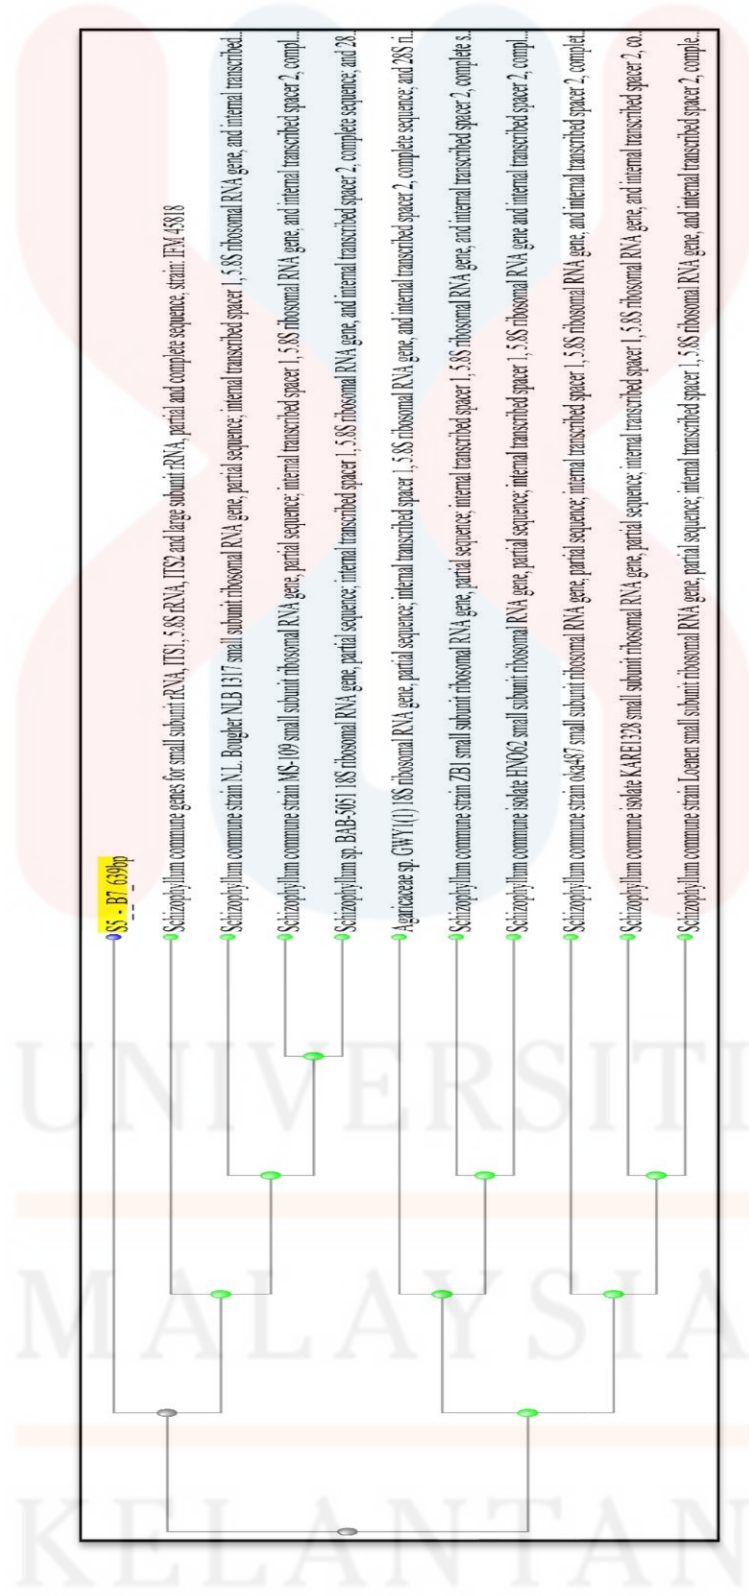 S5 - B7_639bp
Schizophyllum commune genes for small subunit rRNA, ITS1, 5.8S rRNA, ITS2 and large subunit rRNA, partial and complete sequence, strain: IFM 45818
Schizophyllum commune strain N.L. Bougher NLB 1317 small subunit ribosomal RNA gene, partial sequence; internal transcribed spacer 1, 5.8S ribosomal RNA gene, and internal transcribed...
Schizophyllum commune strain MS-109 small subunit ribosomal RNA gene, partial sequence; internal transcribed spacer 1, 5.8S ribosomal RNA gene, and internal transcribed spacer 2, compl...
Schizophyllum sp. BAB-5051 18S ribosomal RNA gene, partial sequence; internal transcribed spacer 1, 5.8S ribosomal RNA gene, and internal transcribed spacer 2, complete sequence; and 28...
Agaricaceae sp. GWY1(1) 18S ribosomal RNA gene, partial sequence; internal transcribed spacer 1, 5.8S ribosomal RNA gene, and internal transcribed spacer 2, complete sequence; and 28S ri...
Schizophyllum commune strain ZB1 small subunit ribosomal RNA gene, partial sequence; internal transcribed spacer 1, 5.8S ribosomal RNA gene, and internal transcribed spacer 2, complete s...
Schizophyllum commune isolate HNO62 small subunit ribosomal RNA gene, partial sequence; internal transcribed spacer 1, 5.8S ribosomal RNA gene and internal transcribed spacer 2, compl...
Schizophyllum commune strain oka487 small subunit ribosomal RNA gene, partial sequence; internal transcribed spacer 1, 5.8S ribosomal RNA gene, and internal transcribed spacer 2, complet...
Schizophyllum commune isolate KARE1328 small subunit ribosomal RNA gene, partial sequence; internal transcribed spacer 1, 5.8S ribosomal RNA gene, and internal transcribed spacer 2, co...
Schizophyllum commune strain Loenen small subunit ribosomal RNA gene, partial sequence; internal transcribed spacer 1, 5.8S ribosomal RNA gene, and internal transcribed spacer 2, comple...
UNIVERSITI
MALAYSIA
KELANTAN